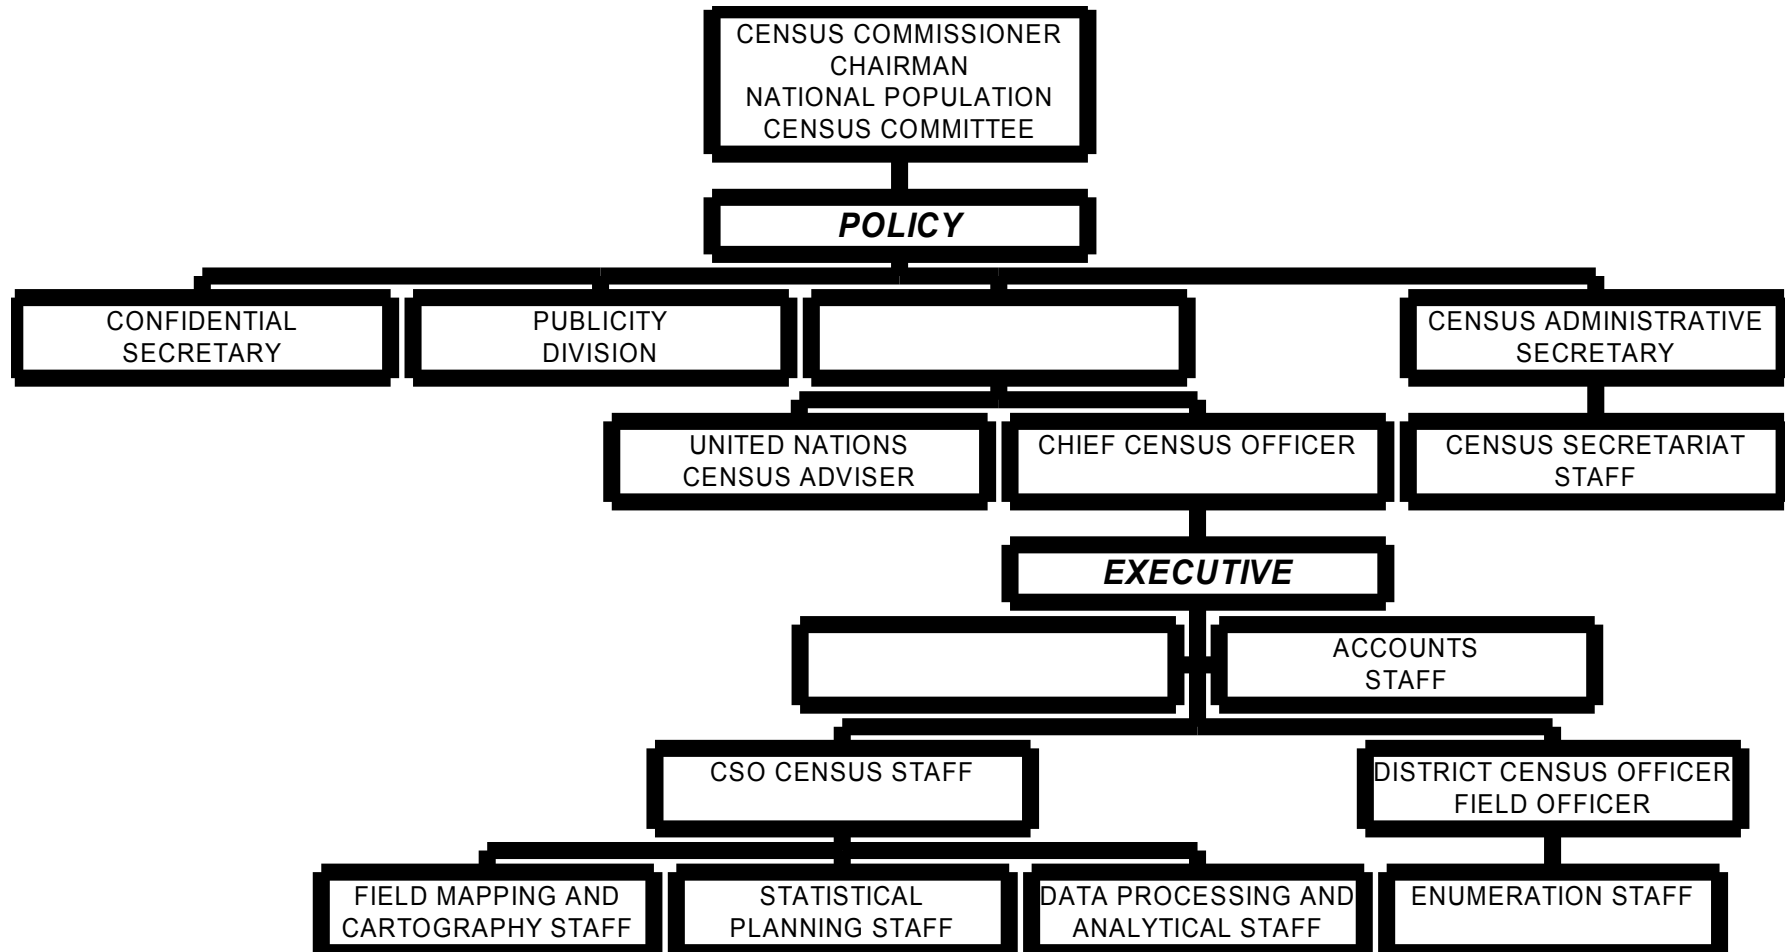 CENSUS COMMISSIONER
CHAIRMAN
NATIONAL POPULATION
CENSUS COMMITTEE
POLICY
CONFIDENTIAL
SECRETARY
PUBLICITY
DIVISION
CENSUS ADMINISTRATIVE
SECRETARY
UNITED NATIONS
CENSUS ADVISER
CHIEF CENSUS OFFICER
CENSUS SECRETARIAT
STAFF
EXECUTIVE
ACCOUNTS
STAFF
CSO CENSUS STAFF
DISTRICT CENSUS OFFICER
FIELD OFFICER
FIELD MAPPING AND
CARTOGRAPHY STAFF
STATISTICAL
PLANNING STAFF
DATA PROCESSING AND
ANALYTICAL STAFF
ENUMERATION STAFF